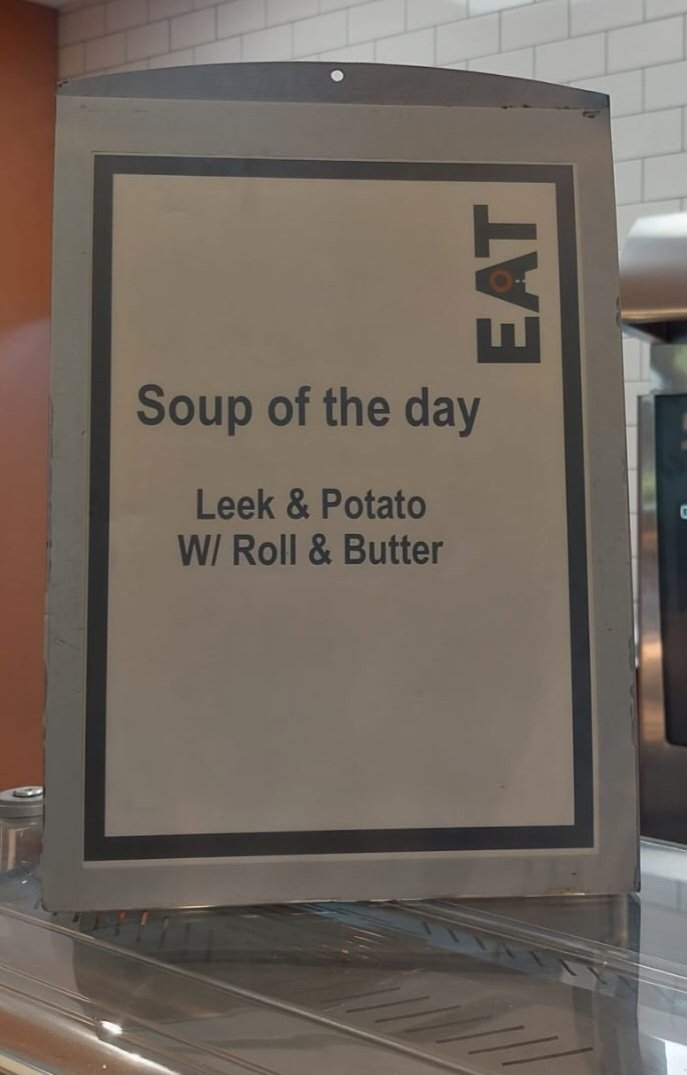 EAT
Soup of the day
Leek & Potato
W/ Roll & Butter